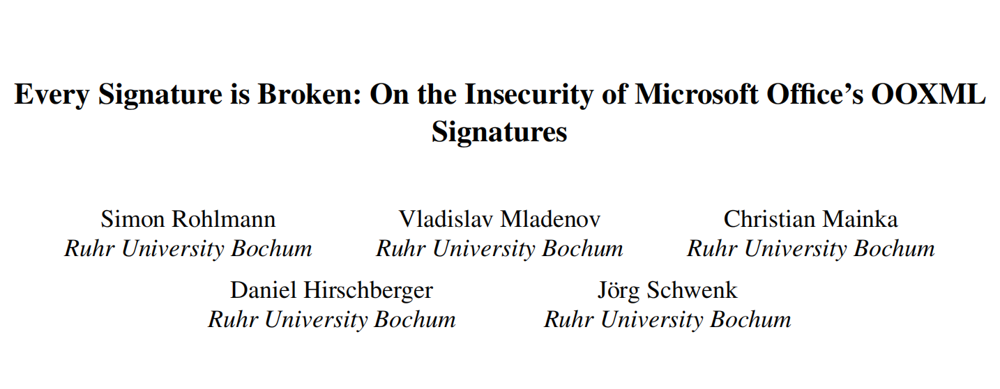 Every Signature is Broken: On the Insecurity of Microsoft Office’s OOXML
Signatures
Simon Rohlmann Vladislav Mladenov Christian Mainka
Ruhr University Bochum Ruhr University Bochum Ruhr University Bochum
Daniel Hirschberger Jörg Schwenk
Ruhr University Bochum Ruhr University Bochum